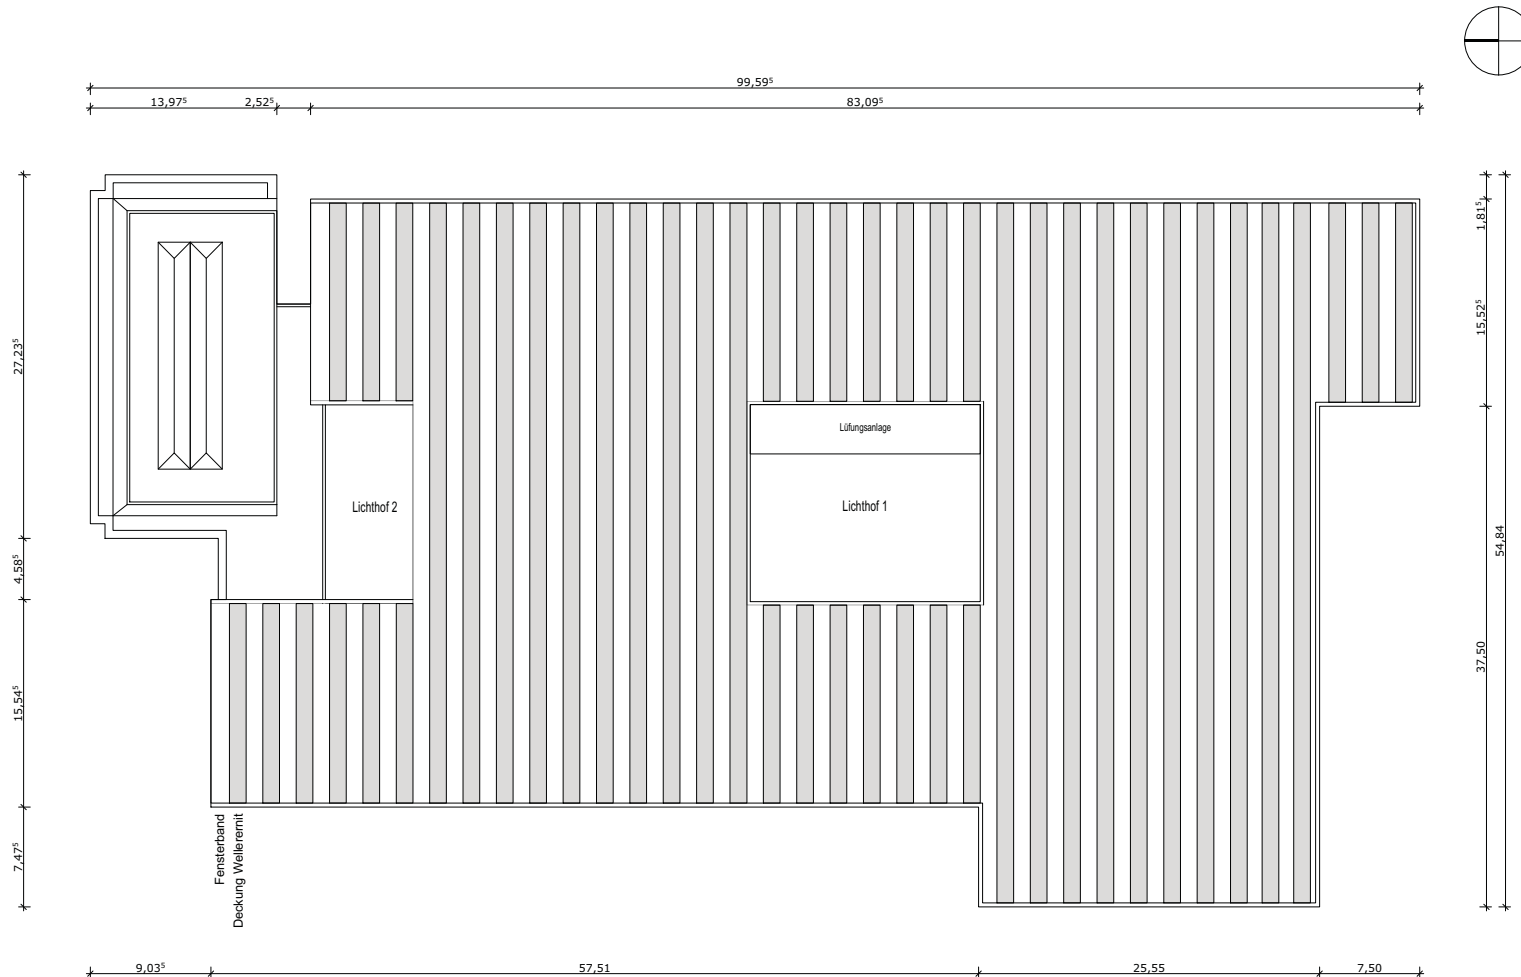 99,59⁵
13,97⁵ 2,52⁵ 83,09⁵
27,23⁵
4,58⁵
15,54⁵
7,47⁵
1,81⁵
15,52⁵
37,50
54,84
Lüfungsanlage
Lichthof 2
Lichthof 1
Fensterband
Deckung Wellerernit
9,03⁵ 57,51 25,55 7,50